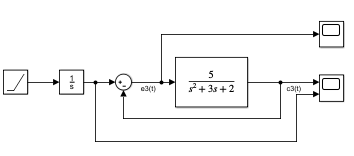 1
s
+
-
e3(t)
5
s² + 3s + 2
c3(t)